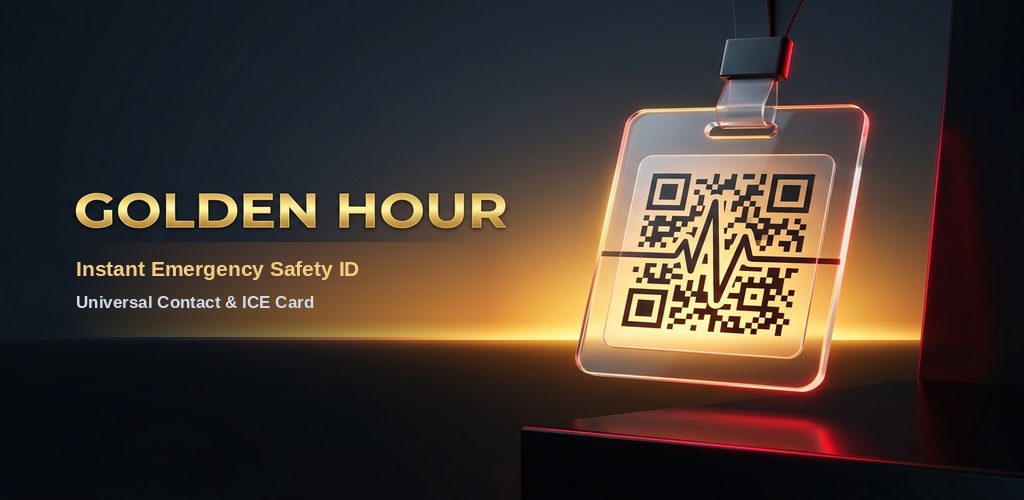 GOLDEN HOUR
Instant Emergency Safety ID
Universal Contact & ICE Card